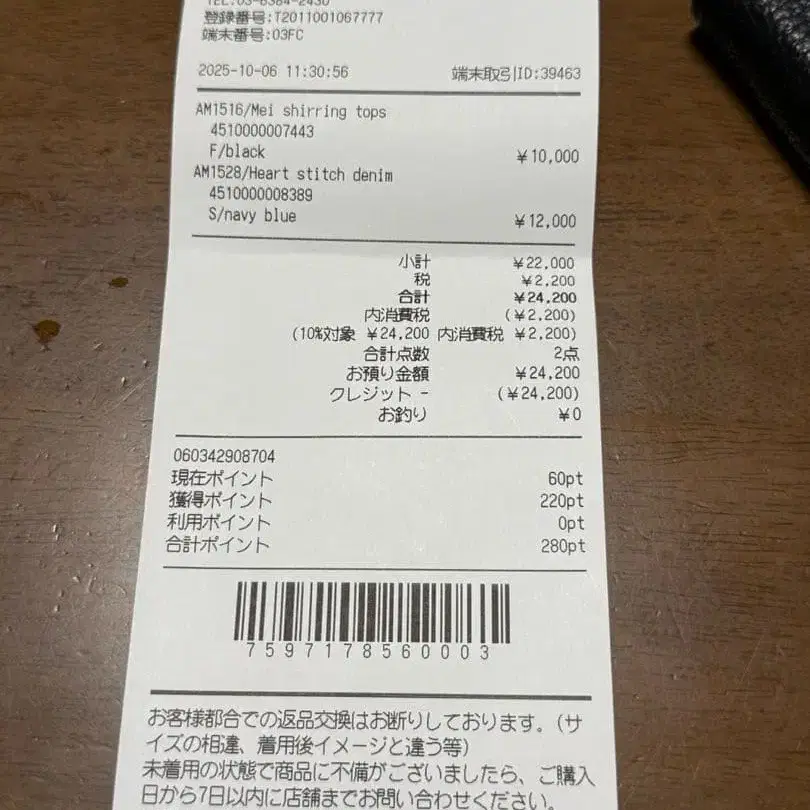 TEL:03-6384-2430
登録番号:T2011001067777
端末番号:03FC
2025-10-06 11:30:56 端末取引ID:39463
AM1516/Mei shirring tops
4510000007443
F/black ¥10,000
AM1528/Heart stitch denim
4510000008389
S/navy blue ¥12,000
小計 ¥22,000
税 ¥2,200
合計 ¥24,200
内消費税 (¥2,200)
(10%対象 ¥24,200 内消費税 ¥2,200)
合計点数 2点
お預り金額 ¥24,200
クレジット - (¥24,200)
お釣り ¥0
060342908704
現在ポイント 60pt
獲得ポイント 220pt
利用ポイント 0pt
合計ポイント 280pt
7597178560003
お客様都合での返品交換はお断りしております。(サ
イズの相違、着用後イメージと違う等)
未着用の状態で商品に不備がございましたら、ご購入
日から7日以内に店舗までお問い合わせください。